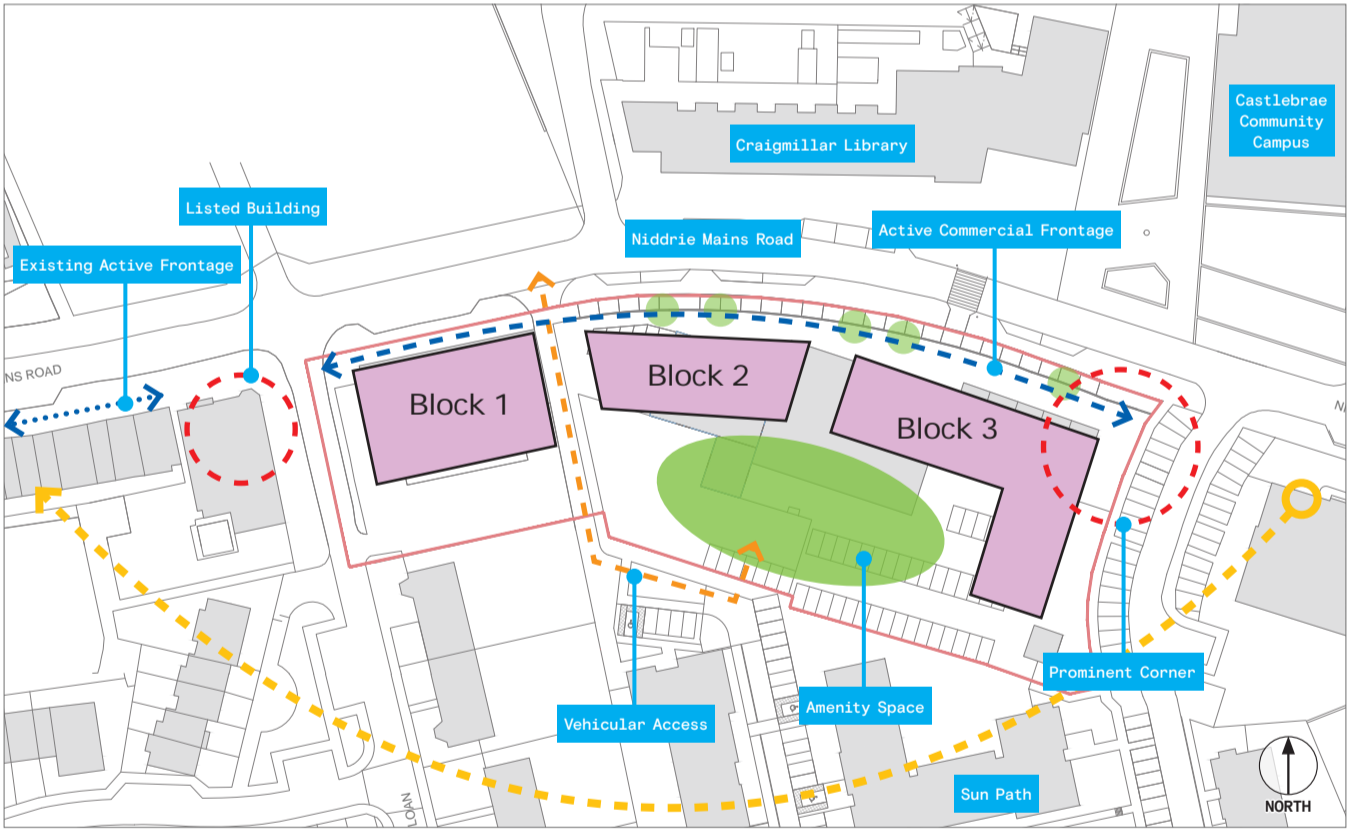 Castlebrae
Community
Campus
Craigmillar Library
Listed Building
Niddrie Mains Road
Active Commercial Frontage
Existing Active Frontage
NS ROAD
Block 1
Block 2
Block 3
Prominent Corner
Vehicular Access
Amenity Space
Sun Path
LOAN
NORTH